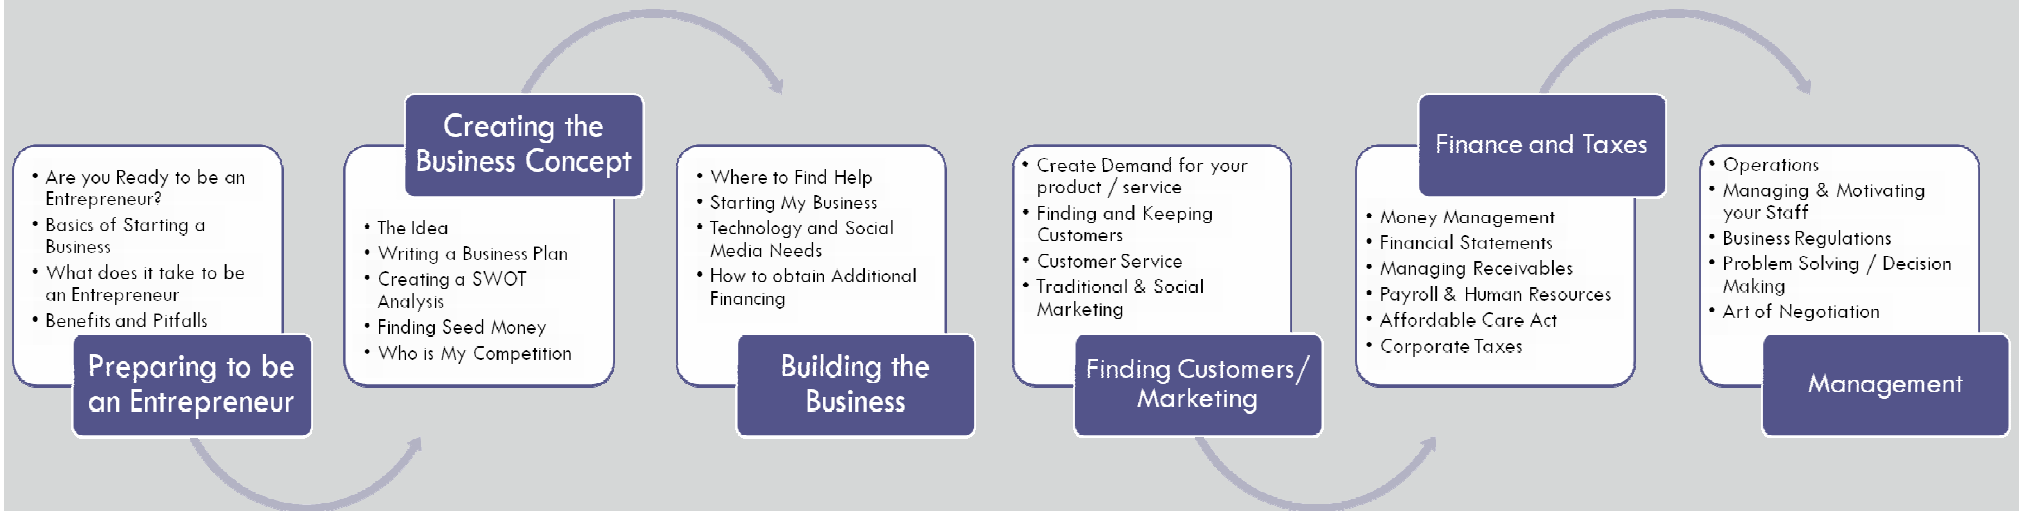 • Are you Ready to be an
Entrepreneur?
• Basics of Starting a
Business
• What does it take to be
an Entrepreneur
• Benefits and Pitfalls
Preparing to be
an Entrepreneur
Creating the
Business Concept
• The Idea
• Writing a Business Plan
• Creating a SWOT
Analysis
• Finding Seed Money
• Who is My Competition
• Where to Find Help
• Starting My Business
• Technology and Social
Media Needs
• How to obtain Additional
Financing
Building the
Business
• Create Demand for your
product / service
• Finding and Keeping
Customers
• Customer Service
• Traditional & Social
Marketing
Finding Customers/
Marketing
Finance and Taxes
• Money Management
• Financial Statements
• Managing Receivables
• Payroll & Human Resources
• Affordable Care Act
• Corporate Taxes
• Operations
• Managing & Motivating
your Staff
• Business Regulations
• Problem Solving / Decision
Making
• Art of Negotiation
Management